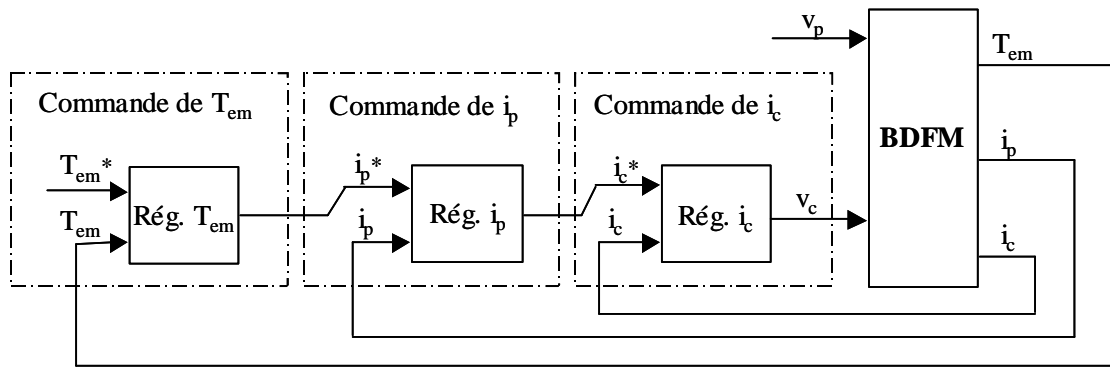 v_p
T_em
Commande de T_em
Commande de i_p
Commande de i_c
BDFM
T_em*
i_p*
i_c*
i_p
Rég. T_em
Rég. i_p
Rég. i_c
v_c
T_em
i_p
i_c
i_c